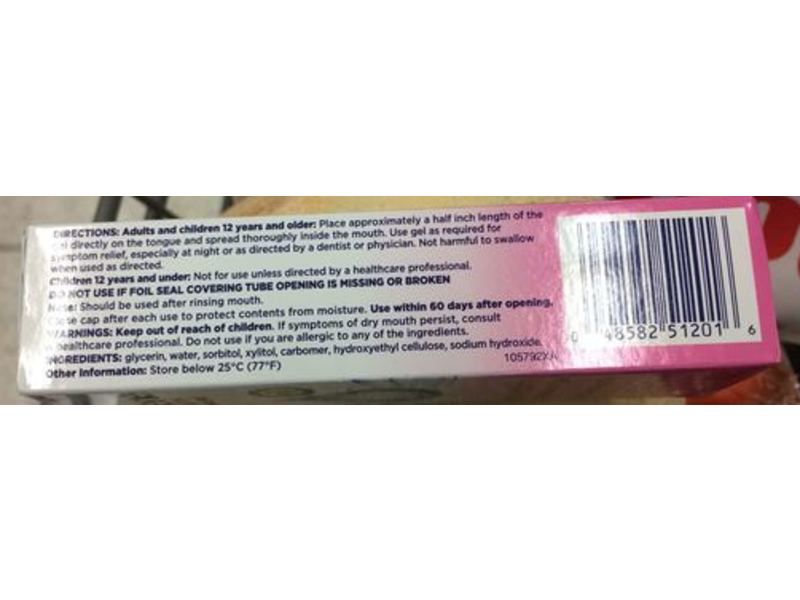 DIRECTIONS: Adults and children 12 years and older: Place approximately a half inch length of the
gel directly on the tongue and spread thoroughly inside the mouth. Use gel as required for
symptom relief, especially at night or as directed by a dentist or physician. Not harmful to swallow
when used as directed.
Children 12 years and under: Not for use unless directed by a healthcare professional.
DO NOT USE IF FOIL SEAL COVERING TUBE OPENING IS MISSING OR BROKEN
Should be used after rinsing mouth.
Close cap after each use to protect contents from moisture. Use within 60 days after opening.
WARNINGS: Keep out of reach of children. If symptoms of dry mouth persist, consult
a healthcare professional. Do not use if you are allergic to any of the ingredients.
INGREDIENTS: glycerin, water, sorbitol, xylitol, carbomer, hydroxyethyl cellulose, sodium hydroxide.
Other Information: Store below 25°C (77°F)
0 48582 51201 6